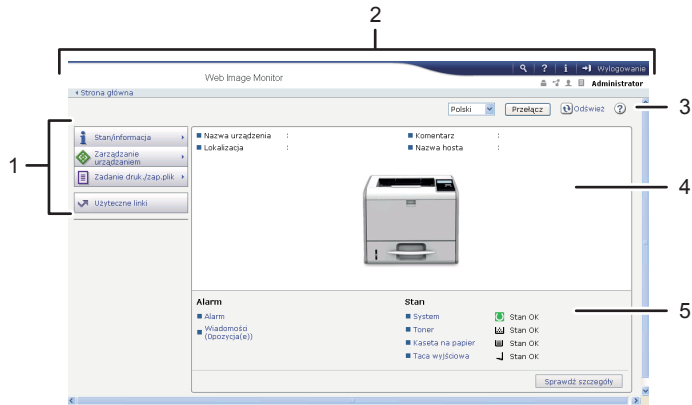 2
Wylogowanie
Web Image Monitor
Administrator
Strona główna
Polski
Przełącz
Odśwież
3
1
Stan/informacja
Zarządzanie
urządzaniem
Zadanie druk./zap.plik
Użyteczne linki
Nazwa urządzenia :
Komentarz :
Lokalizacja :
Nazwa hosta :
4
Alarm
Alarm
Wiadomości
(0pozycja(e))
Stan
System Stan OK
Toner Stan OK
Kaseta na papier Stan OK
Taca wyjściowa Stan OK
5
Sprawdź szczegóły